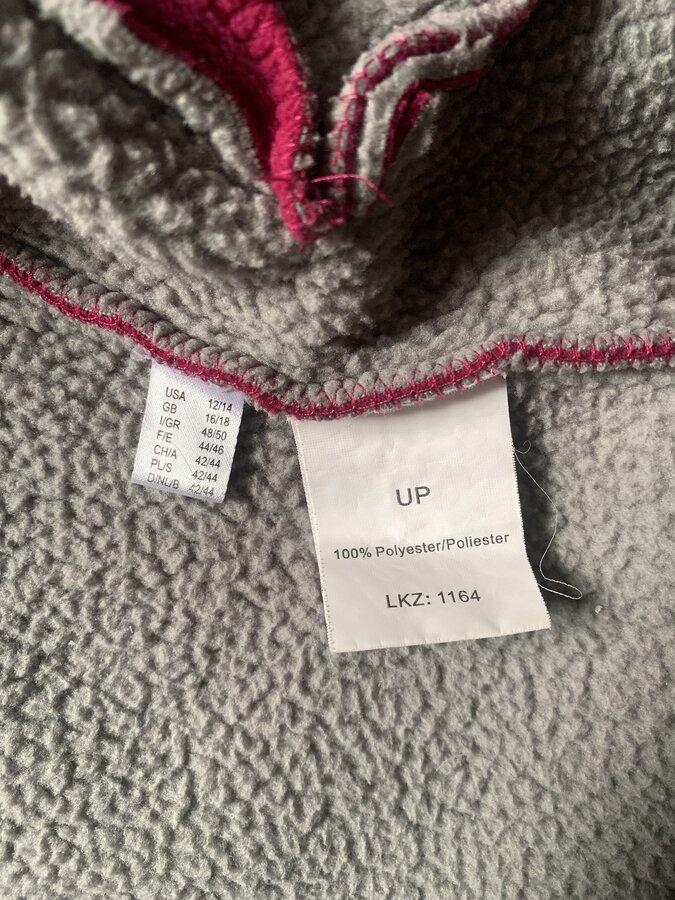 USA 12/14
GB 16/18
I/GR 48/50
F/E 44/46
CH/A 42/44
PL/S 42/44
D/NL/B 42/44
UP
100% Polyester/Poliester
LKZ: 1164